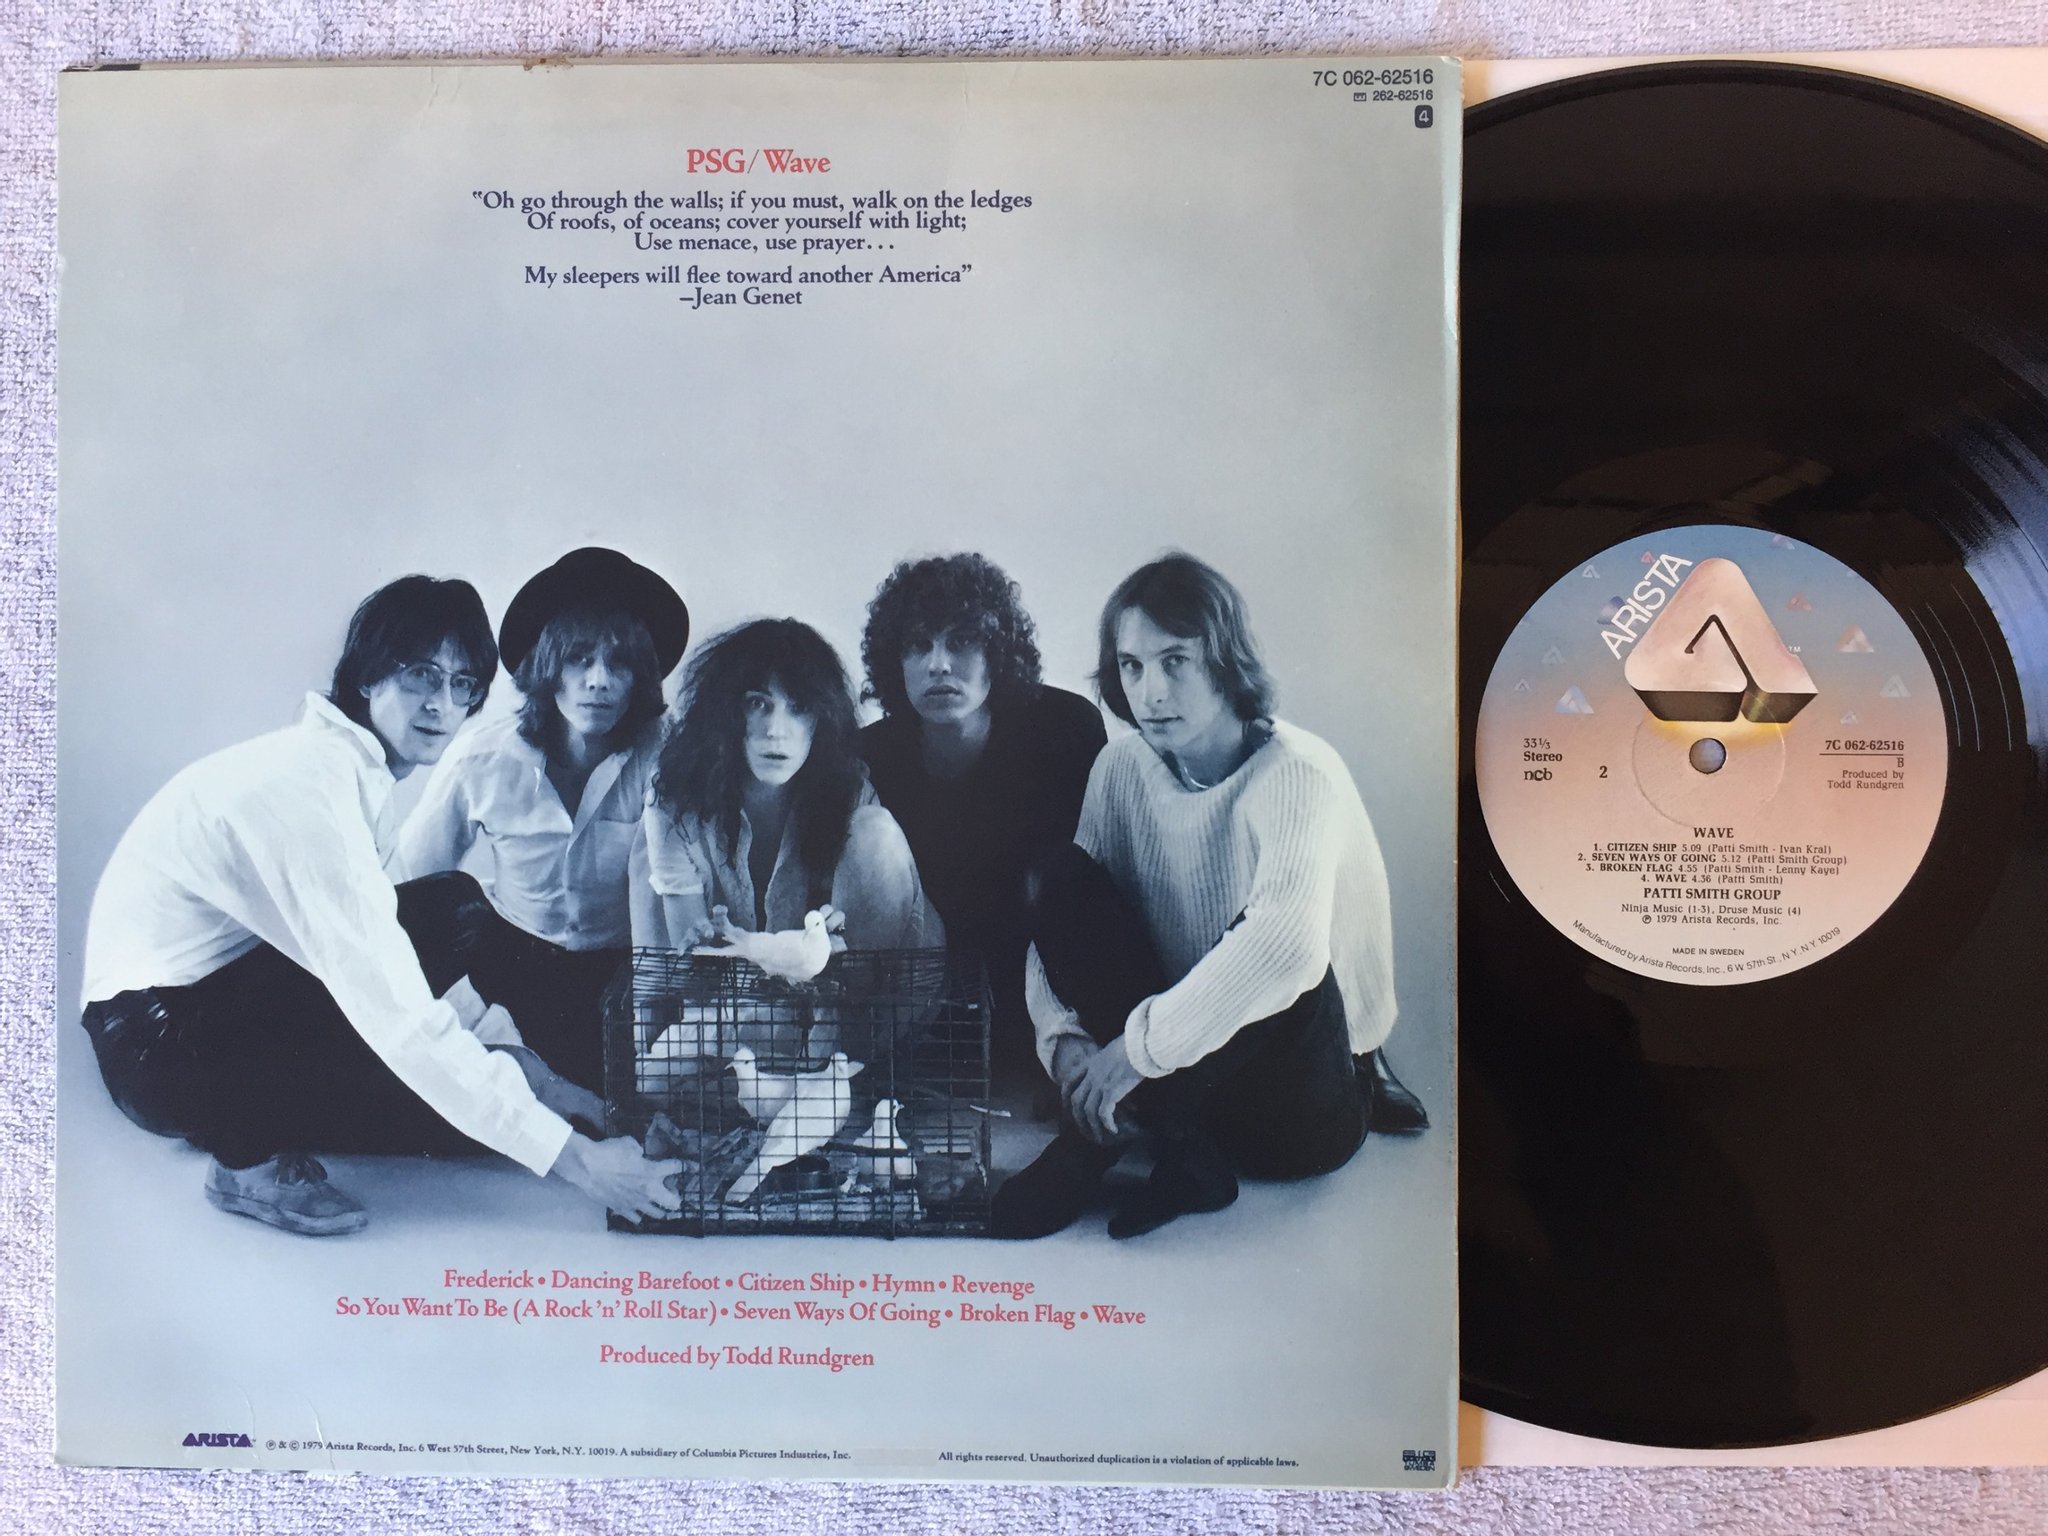 7C 062-62516
262-62516
4
PSG/Wave
"Oh go through the walls; if you must, walk on the ledges
Of roofs, of oceans; cover yourself with light;
Use menace, use prayer...
My sleepers will flee toward another America"
–Jean Genet
Frederick • Dancing Barefoot • Citizen Ship • Hymn • Revenge
So You Want To Be (A Rock 'n' Roll Star) • Seven Ways Of Going • Broken Flag • Wave
Produced by Todd Rundgren
ARISTA™ ℗ & © 1979 Arista Records, Inc. 6 West 57th Street, New York, N.Y. 10019. A subsidiary of Columbia Pictures Industries, Inc. All rights reserved. Unauthorized duplication is a violation of applicable laws.
ARISTA
™
33 1/3
Stereo
ncb
2
7C 062-62516
B
Produced by
Todd Rundgren
WAVE
1. CITIZEN SHIP 5.09 (Patti Smith - Ivan Kral)
2. SEVEN WAYS OF GOING 5.12 (Patti Smith Group)
3. BROKEN FLAG 4.55 (Patti Smith - Lenny Kaye)
4. WAVE 4.36 (Patti Smith)
PATTI SMITH GROUP
Ninja Music (1-3), Druse Music (4)
℗ 1979 Arista Records, Inc.
MADE IN SWEDEN
Manufactured by Arista Records, Inc., 6 W 57th St., N.Y. N.Y. 10019